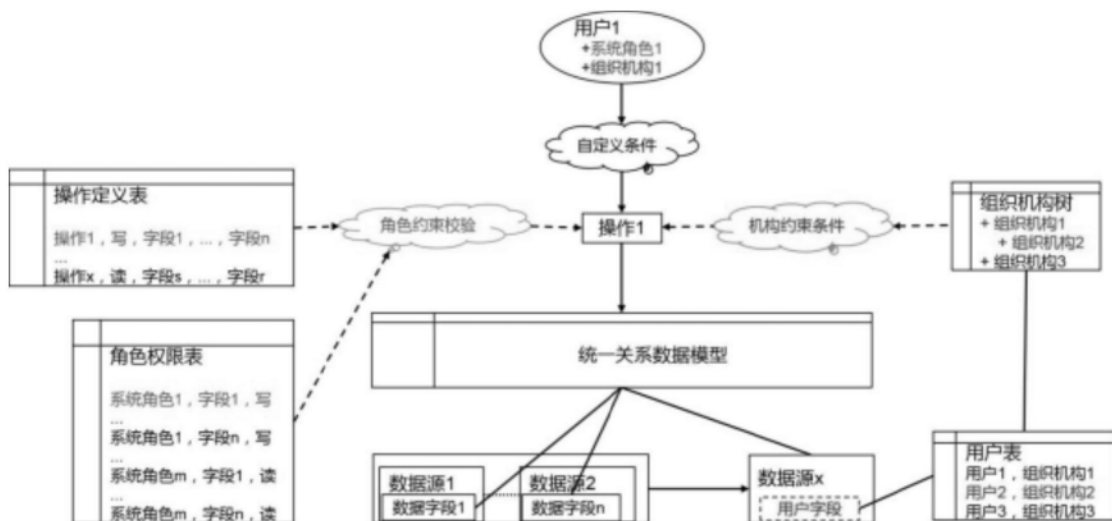 用户1
+系统角色1
+组织机构1
自定义条件
操作定义表
操作1，写，字段1，...，字段n
...
操作x，读，字段s，...，字段r
角色约束校验
操作1
机构约束条件
组织机构树
+ 组织机构1
+ 组织机构2
+ 组织机构3
角色权限表
系统角色1，字段1，写
...
系统角色1，字段n，写
...
系统角色m，字段1，读
...
系统角色m，字段n，读
统一关系数据模型
数据源1
数据字段1
数据源2
数据字段n
数据源x
用户字段
用户表
用户1，组织机构1
用户2，组织机构2
用户3，组织机构3